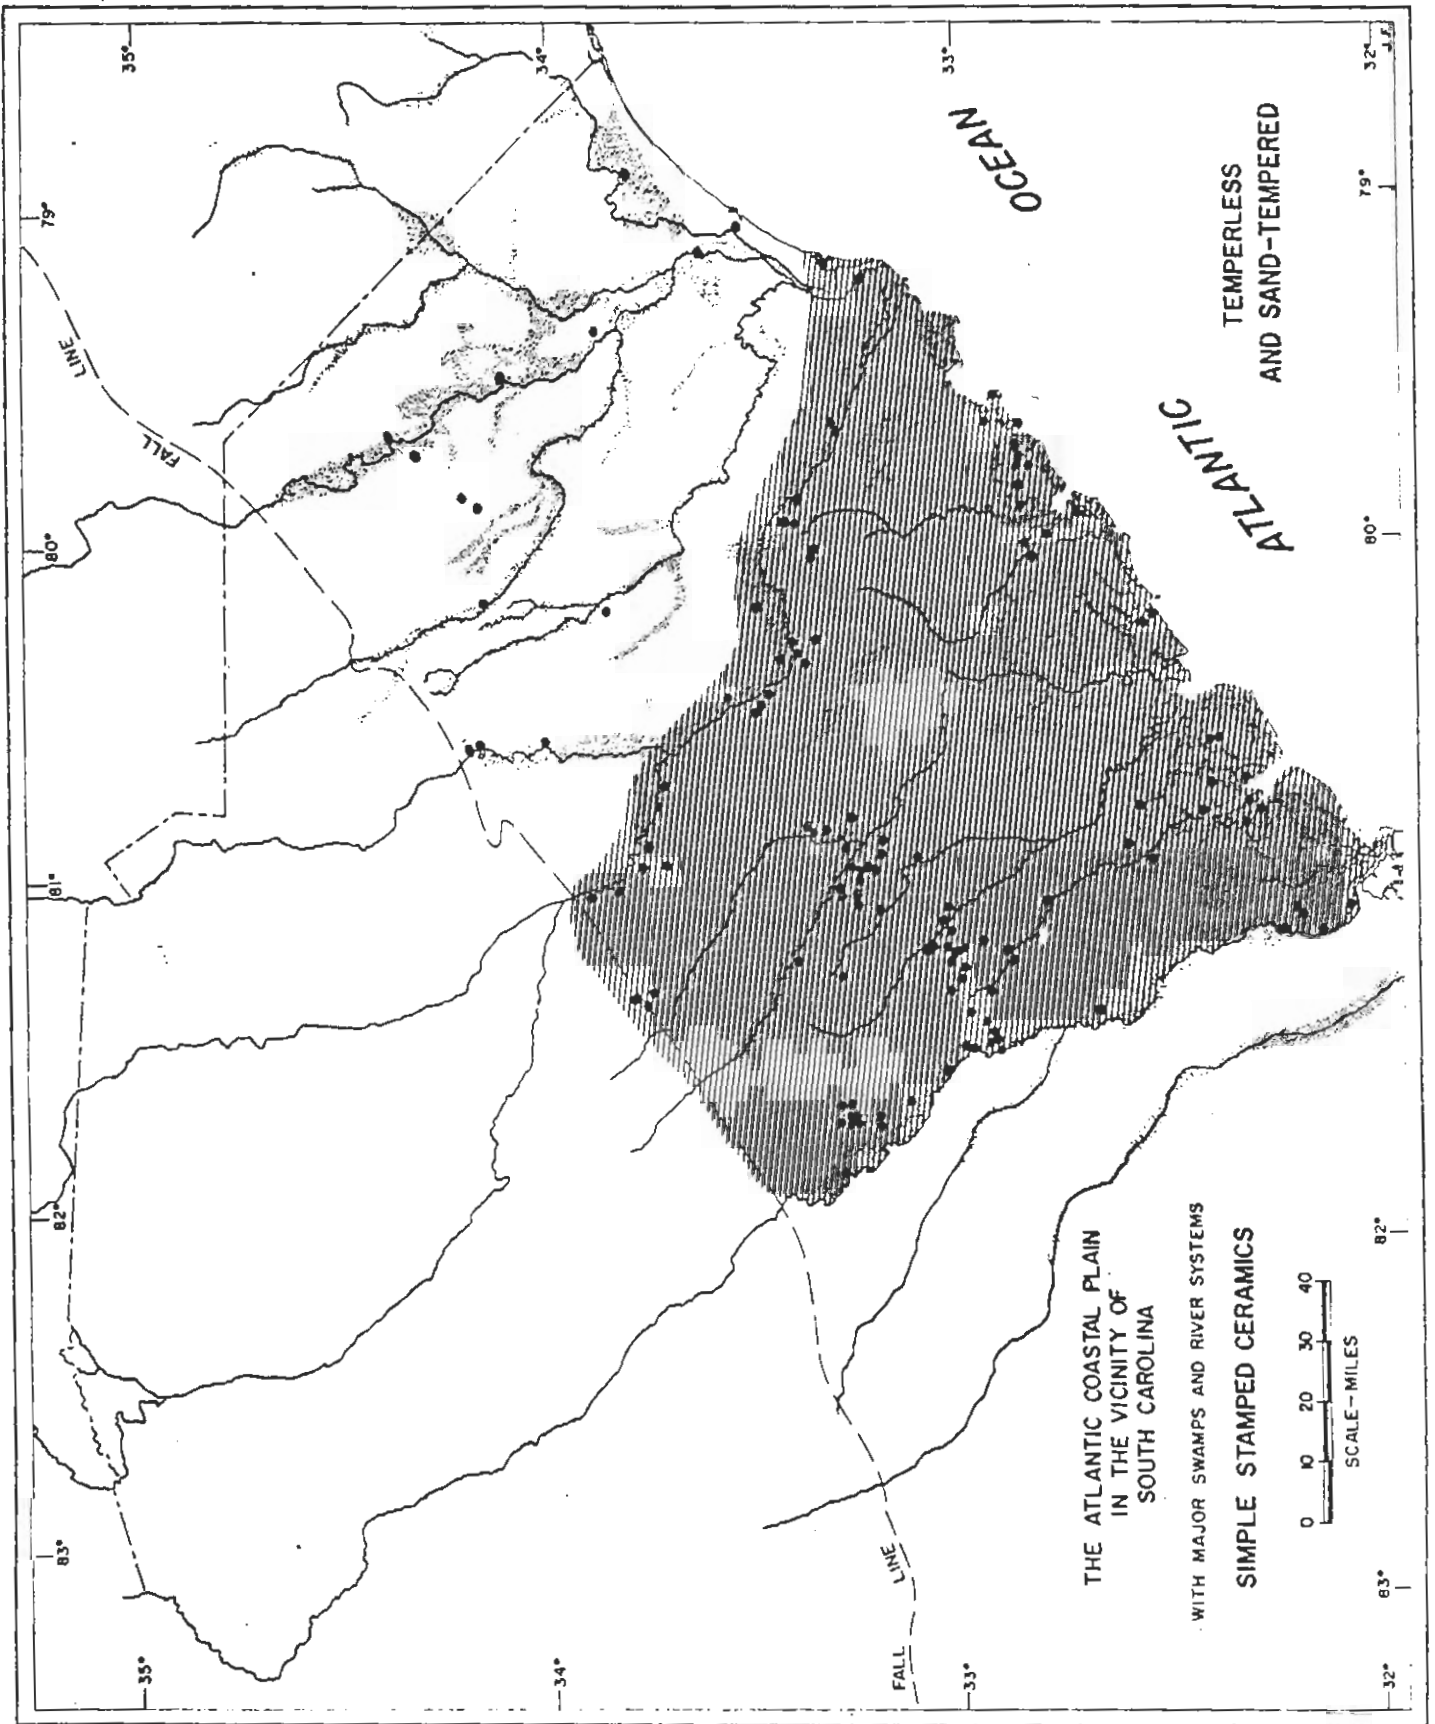 THE ATLANTIC COASTAL PLAIN
IN THE VICINITY OF
SOUTH CAROLINA
WITH MAJOR SWAMPS AND RIVER SYSTEMS
SIMPLE STAMPED CERAMICS
0 10 20 30 40
SCALE-MILES
TEMPERLESS
AND SAND-TEMPERED
ATLANTIC
OCEAN
FALL
LINE
FALL
LINE
83°
82°
81°
80°
79°
35°
34°
33°
32°
83°
82°
80°
79°
35°
34°
33°
32°